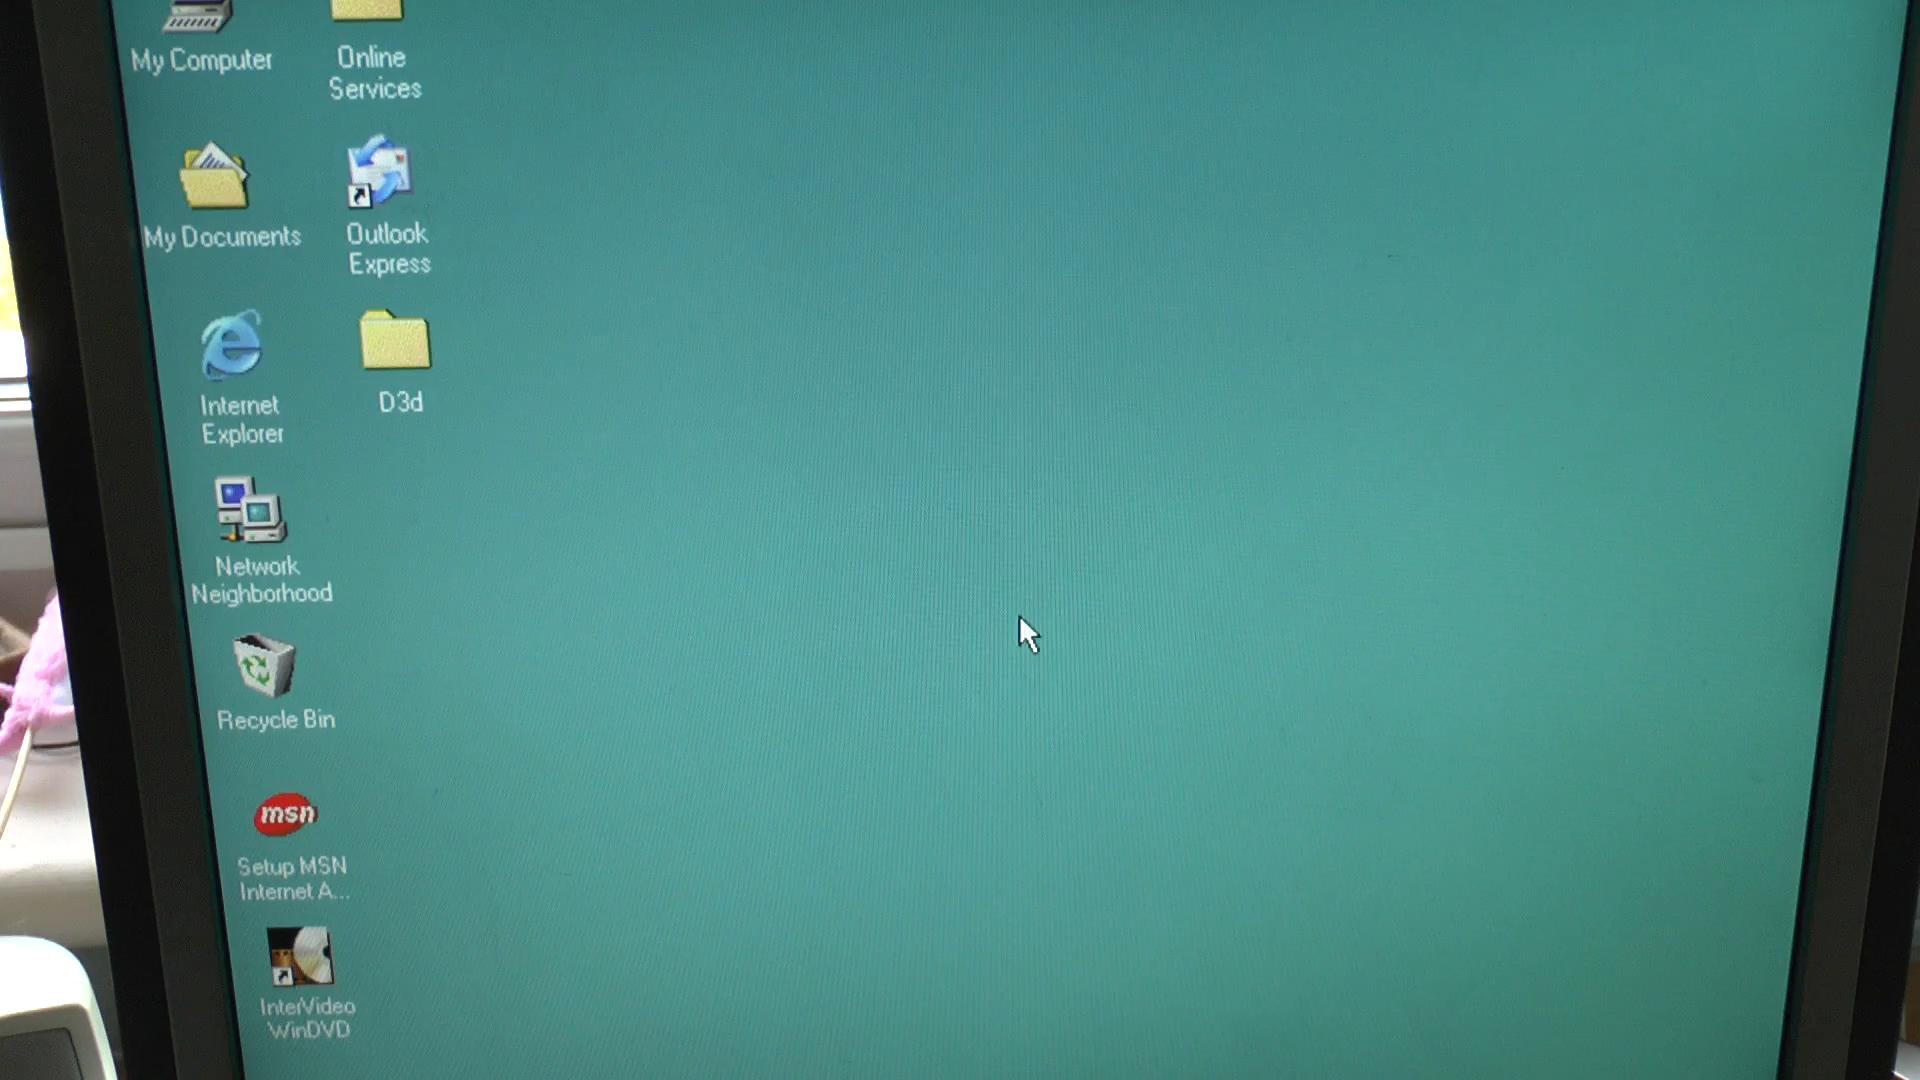 My Computer
Online
Services
My Documents
Outlook
Express
Internet
Explorer
D3d
Network
Neighborhood
Recycle Bin
msn
Setup MSN
Internet A...
InterVideo
WinDVD